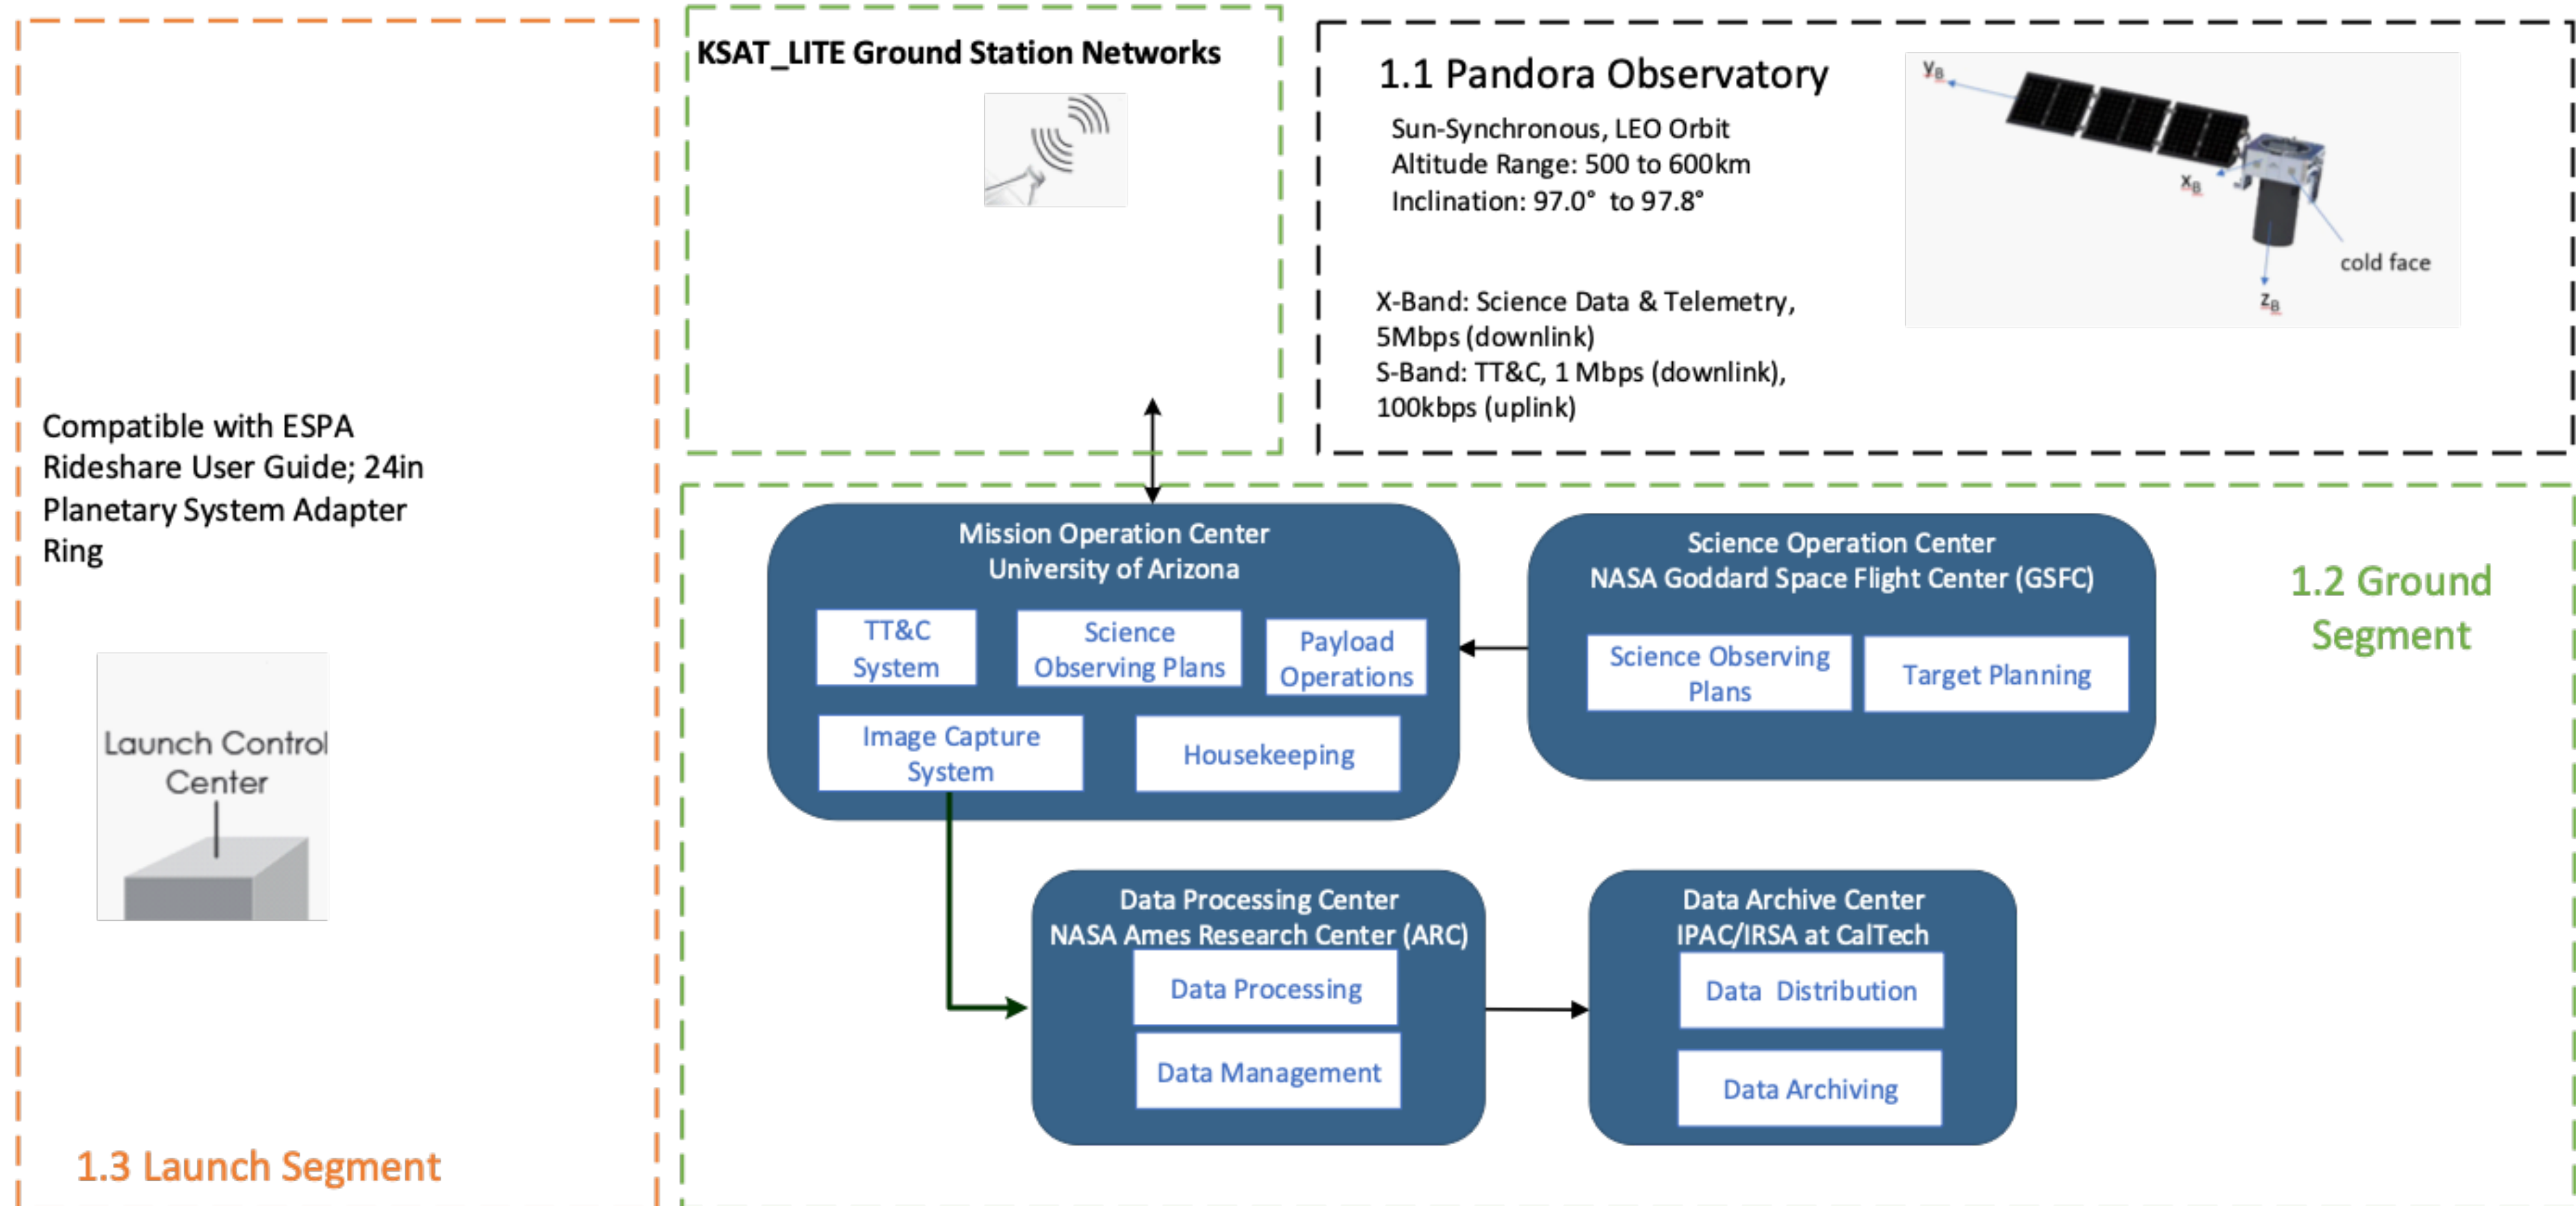 KSAT_LITE Ground Station Networks
1.1 Pandora Observatory
Sun-Synchronous, LEO Orbit
Altitude Range: 500 to 600km
Inclination: 97.0° to 97.8°
X-Band: Science Data & Telemetry,
5Mbps (downlink)
S-Band: TT&C, 1 Mbps (downlink),
100kbps (uplink)
yB
xB
zB
cold face
Compatible with ESPA
Rideshare User Guide; 24in
Planetary System Adapter
Ring
Launch Control
Center
1.3 Launch Segment
Mission Operation Center
University of Arizona
TT&C
System
Science
Observing Plans
Payload
Operations
Image Capture
System
Housekeeping
Science Operation Center
NASA Goddard Space Flight Center (GSFC)
Science Observing
Plans
Target Planning
1.2 Ground
Segment
Data Processing Center
NASA Ames Research Center (ARC)
Data Processing
Data Management
Data Archive Center
IPAC/IRSA at CalTech
Data  Distribution
Data Archiving